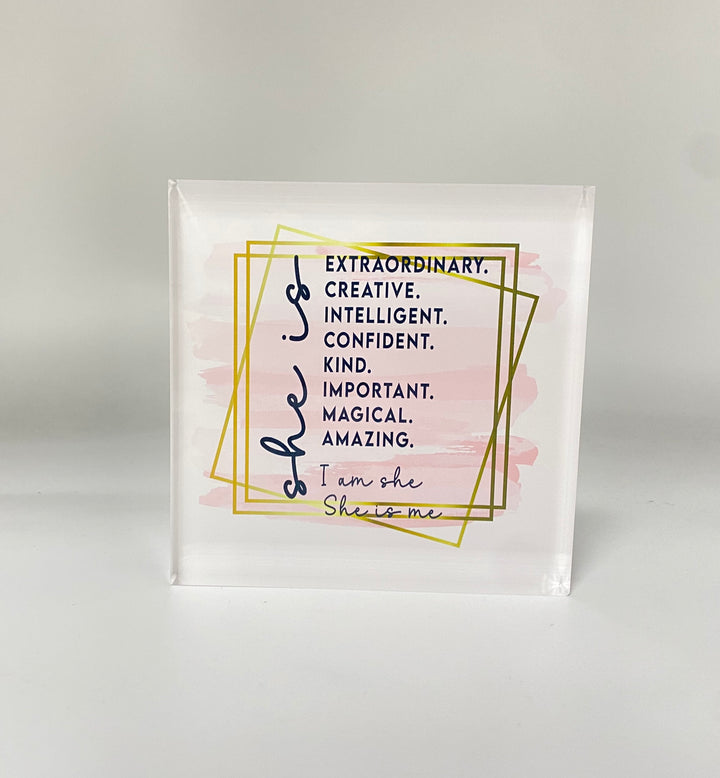 she is
EXTRAORDINARY.
CREATIVE.
INTELLIGENT.
CONFIDENT.
KIND.
IMPORTANT.
MAGICAL.
AMAZING.
I am she
She is me